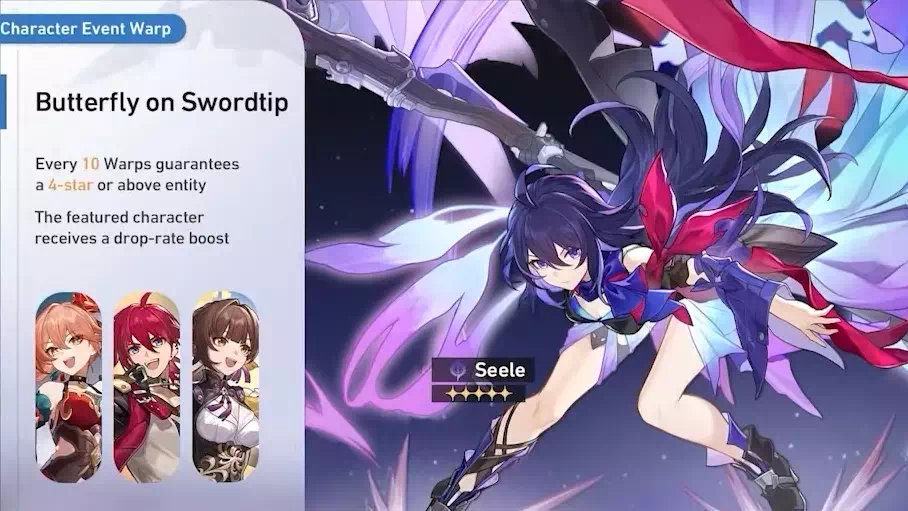 Character Event Warp
Butterfly on Swordtip
Every 10 Warps guarantees
a 4-star or above entity
The featured character
receives a drop-rate boost
Seele